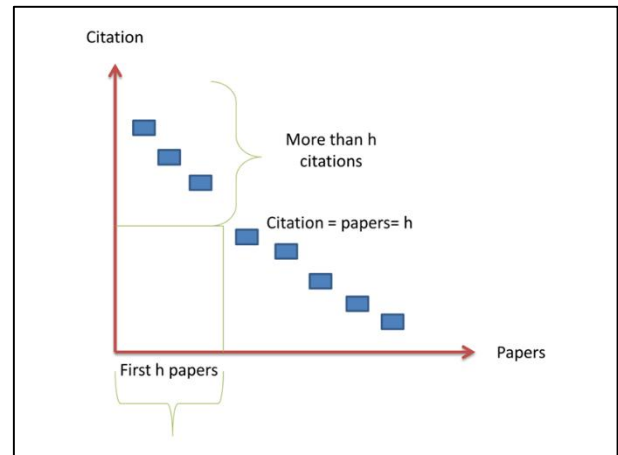 Citation
More than h
citations
Citation = papers= h
Papers
First h papers